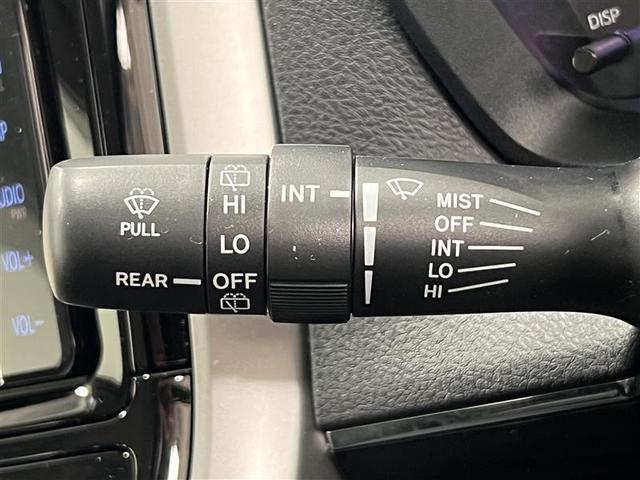 DISP
PULL
REAR
HI
LO
OFF
INT
MIST
OFF
INT
LO
HI
AUDIO
VOL+
VOL-